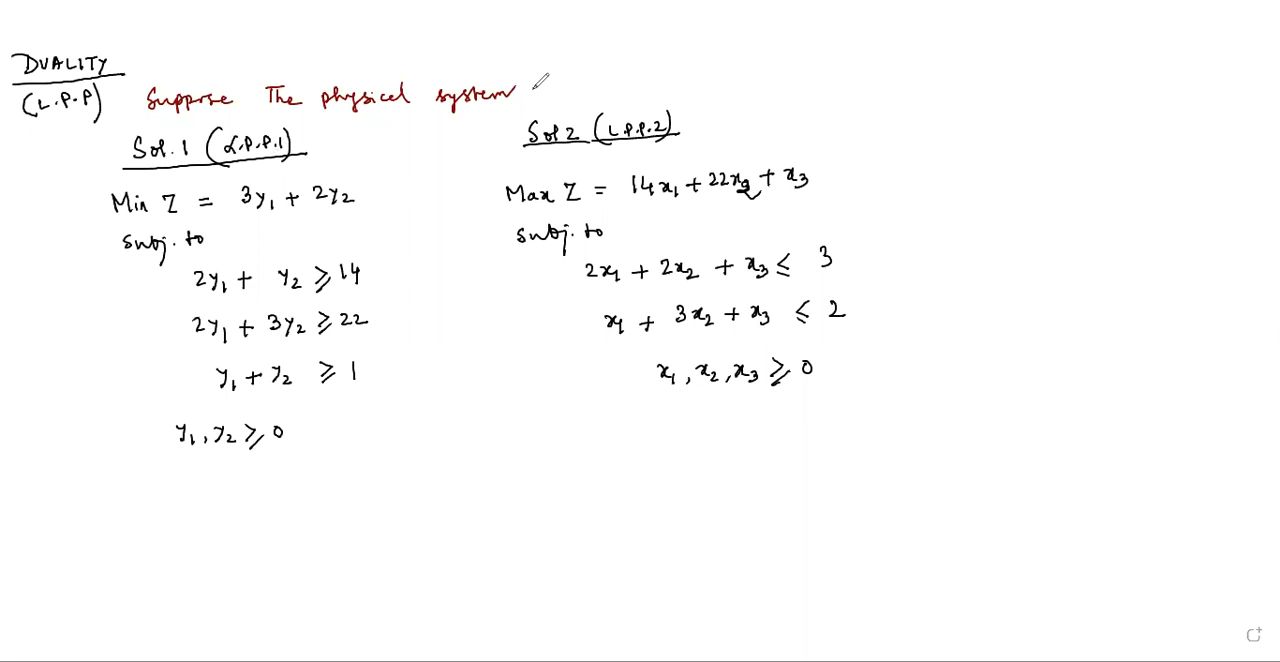 DUALITY
(L.P.P) Suppose The physical system
Sol.1 (L.P.P.1)
Min Z = 3y₁ + 2y₂
Subj. to
2y₁ + y₂ ≥ 14
2y₁ + 3y₂ ≥ 22
y₁ + y₂ ≥ 1
y₁, y₂ ≥ 0
Sol 2 (L.P.P.2)
Max Z = 14x₁ + 22x₂ + x₃
Subj. to
2x₁ + 2x₂ + x₃ ≤ 3
x₁ + 3x₂ + x₃ ≤ 2
x₁, x₂, x₃ ≥ 0